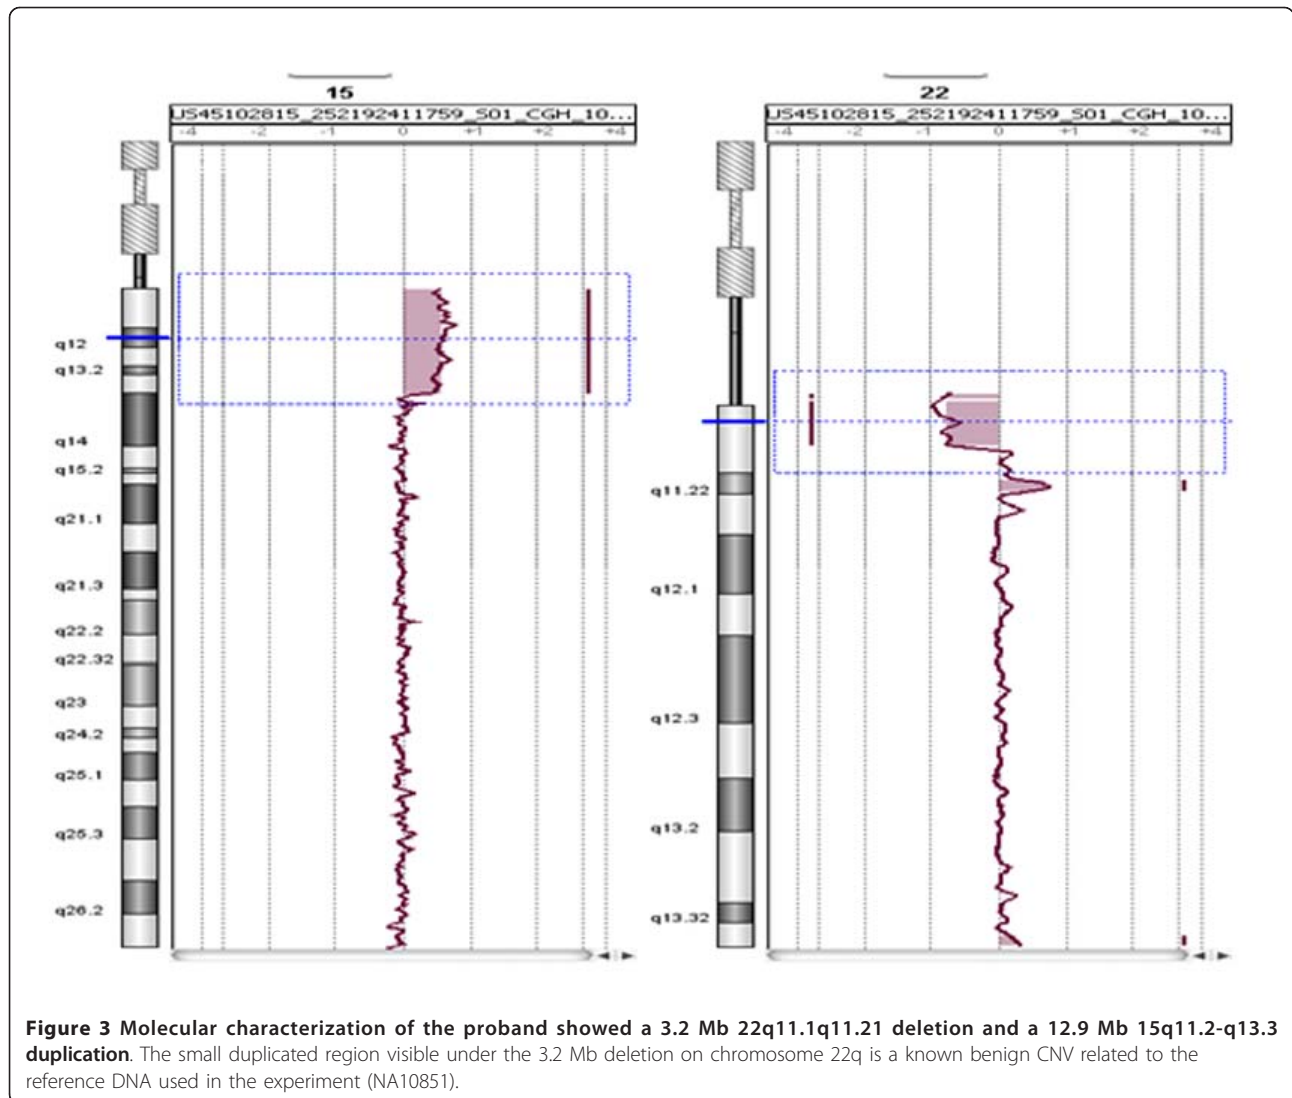 15
US45102815_252192411759_S01_CGH_10...
-4 -2 -1 0 +1 +2 +4
q12
q13.2
q14
q15.2
q21.1
q21.3
q22.2
q22.32
q23
q24.2
q25.1
q25.3
q26.2
22
US45102815_252192411759_S01_CGH_10...
-4 -2 -1 0 +1 +2 +4
q11.22
q12.1
q12.3
q13.2
q13.32
Figure 3 Molecular characterization of the proband showed a 3.2 Mb 22q11.1q11.21 deletion and a 12.9 Mb 15q11.2-q13.3
duplication. The small duplicated region visible under the 3.2 Mb deletion on chromosome 22q is a known benign CNV related to the
reference DNA used in the experiment (NA10851).